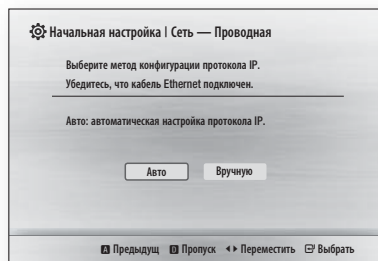 Начальная настройка | Сеть — Проводная
Выберите метод конфигурации протокола IP.
Убедитесь, что кабель Ethernet подключен.
Авто: автоматическая настройка протокола IP.
Авто Вручную
A Предыдущ D Пропуск Переместить Выбрать